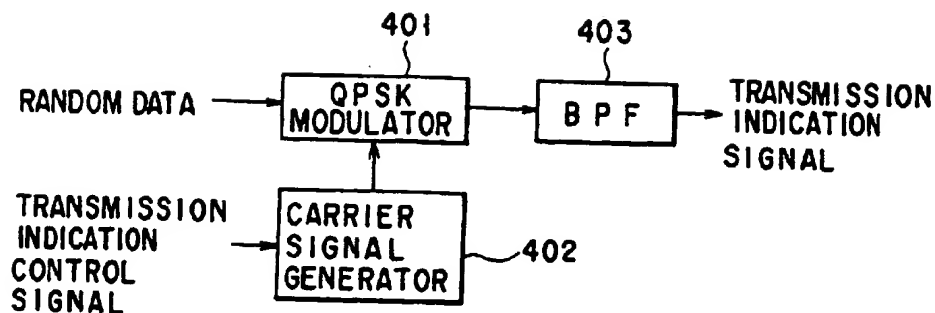 401
403
RANDOM DATA
QPSK
MODULATOR
BPF
TRANSMISSION
INDICATION
SIGNAL
TRANSMISSION
INDICATION
CONTROL
SIGNAL
CARRIER
SIGNAL
GENERATOR
402